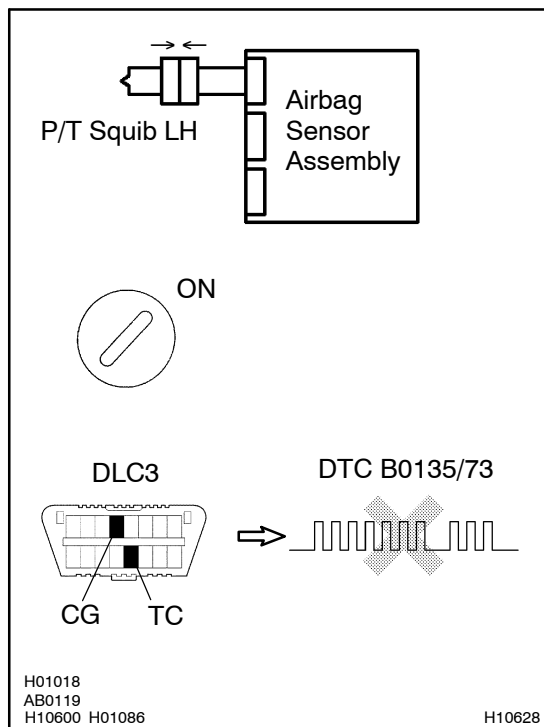 P/T Squib LH
Airbag
Sensor
Assembly
ON
DLC3
DTC B0135/73
CG
TC
H01018
AB0119
H10600 H01086
H10628